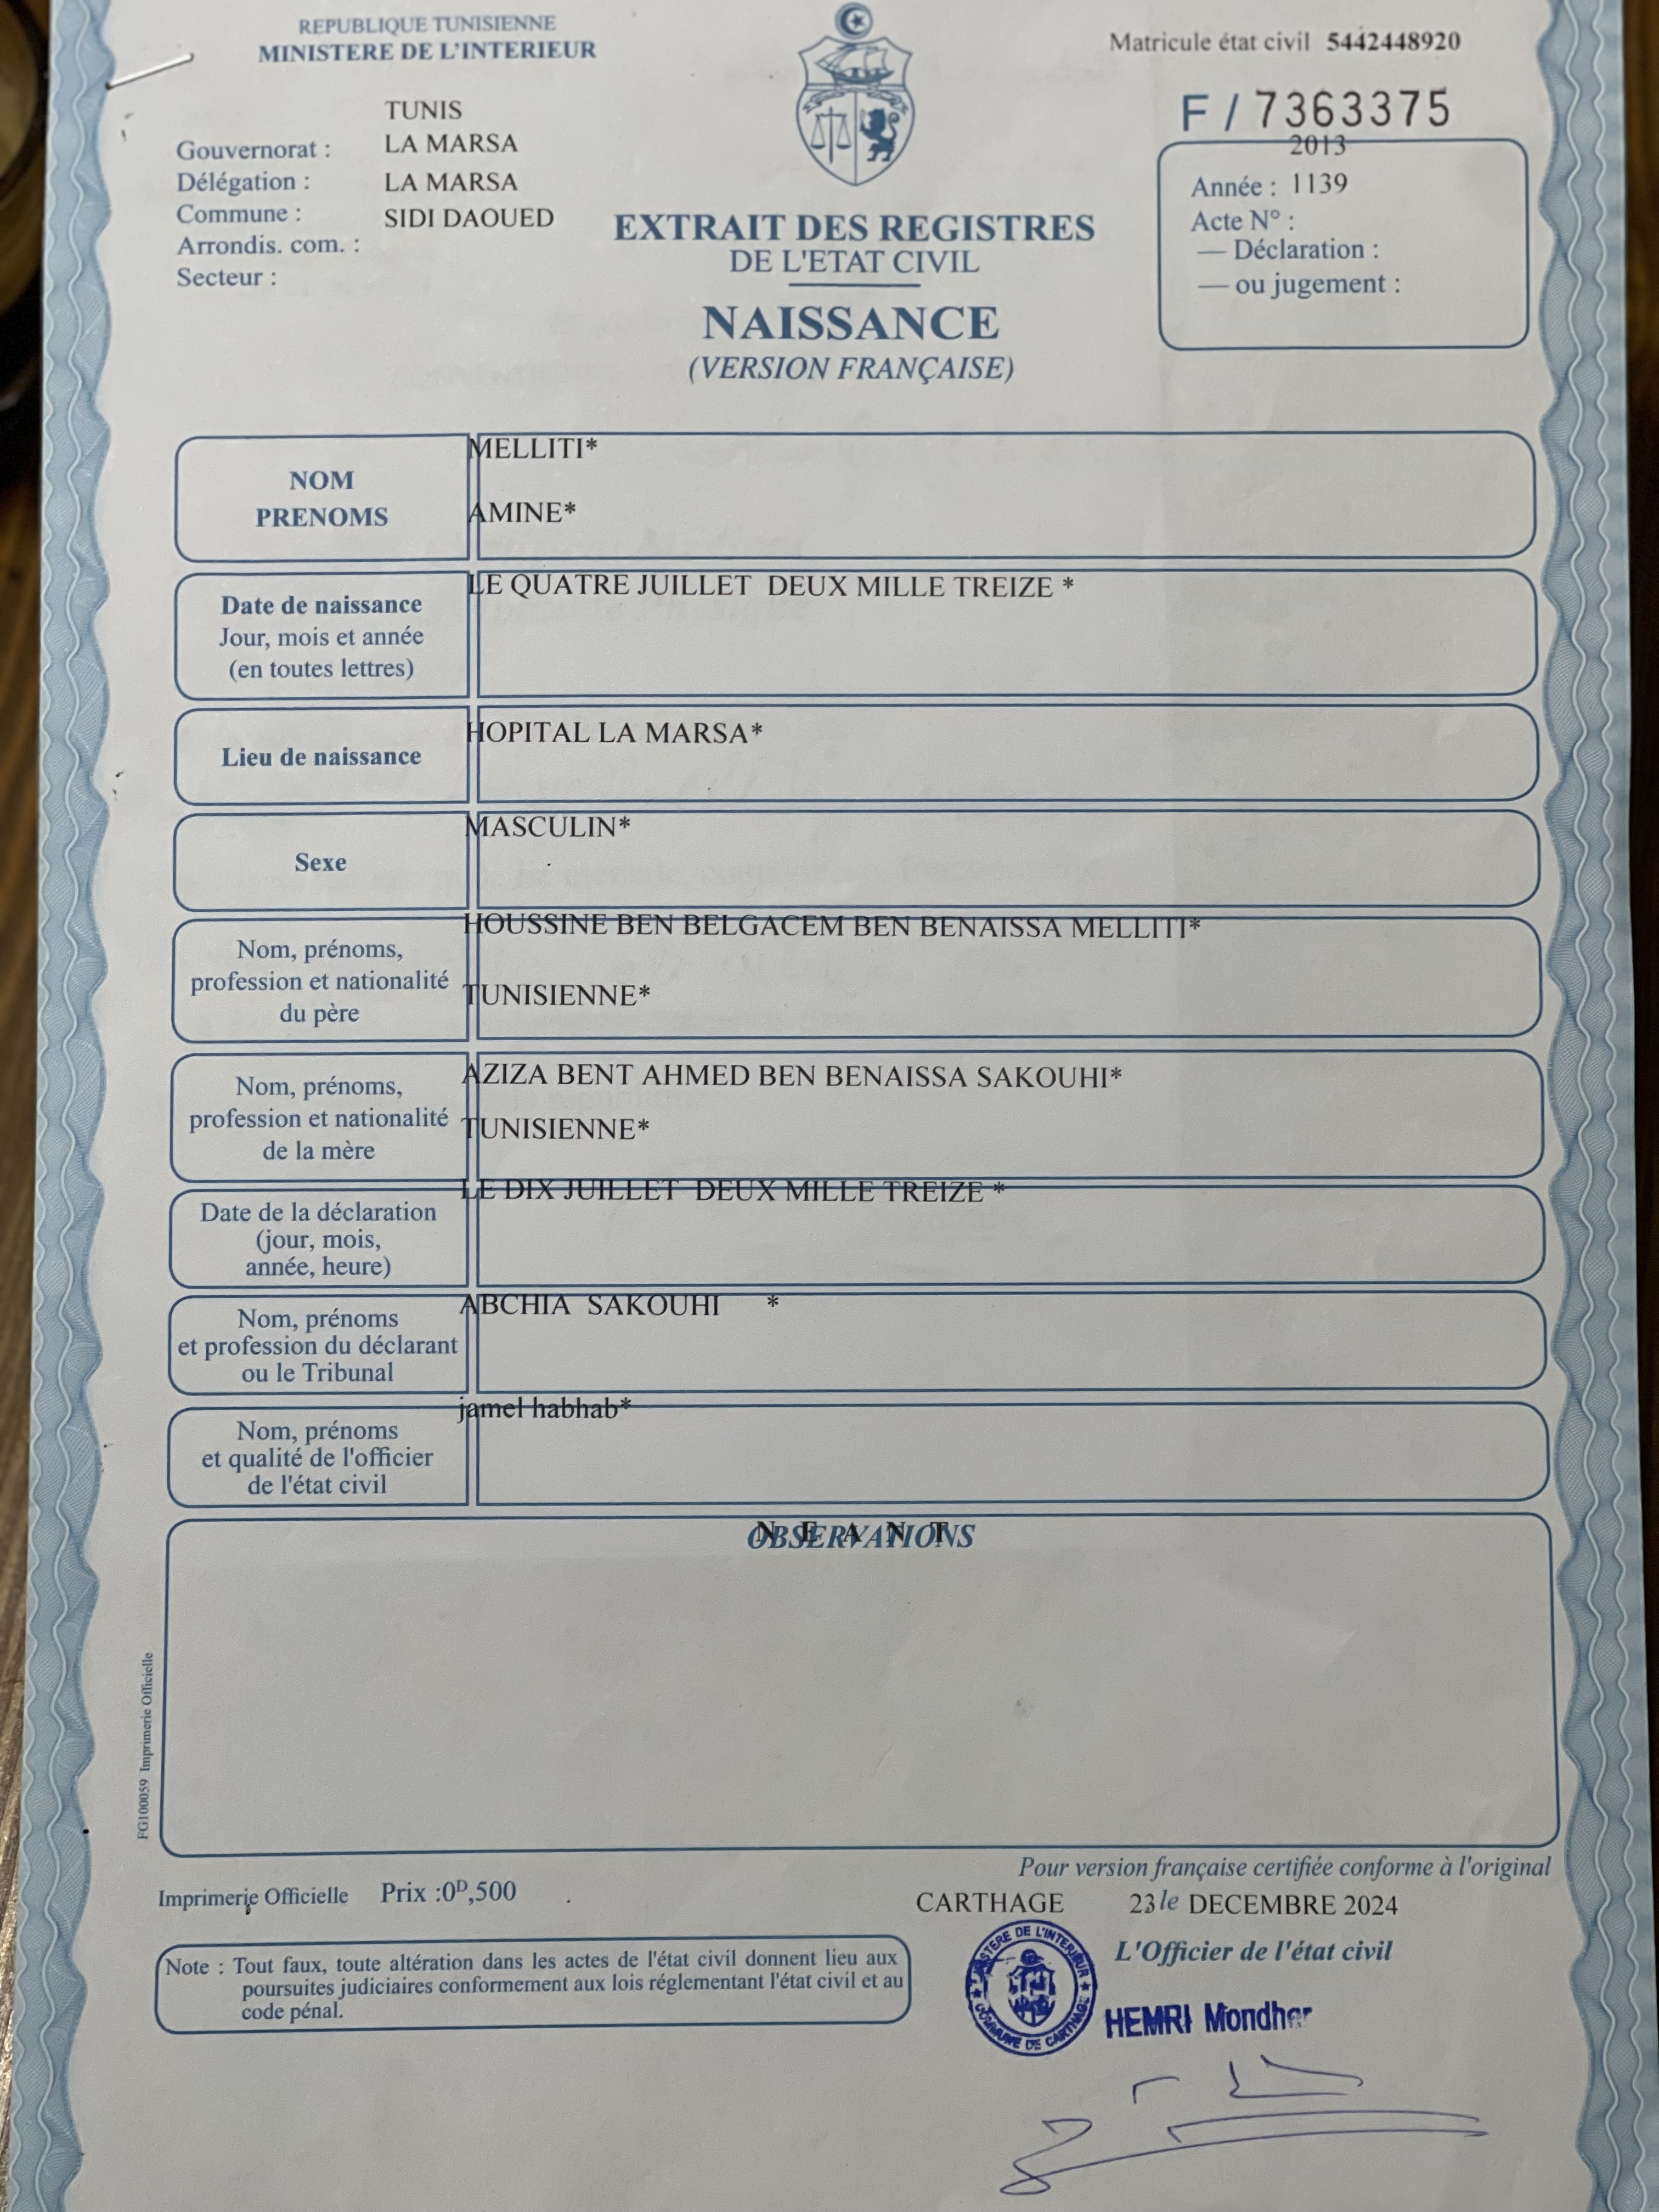 REPUBLIQUE TUNISIENNE
MINISTERE DE L'INTERIEUR
Matricule état civil 5442448920
F / 7363375
TUNIS
Gouvernorat : LA MARSA
Délégation : LA MARSA
Commune : SIDI DAOUED
Arrondis. com. :
Secteur :
2013
Année : 1139
Acte N° :
— Déclaration :
— ou jugement :
EXTRAIT DES REGISTRES
DE L'ETAT CIVIL
NAISSANCE
(VERSION FRANÇAISE)
NOM
PRENOMS
MELLITI*
AMINE*
Date de naissance
Jour, mois et année
(en toutes lettres)
LE QUATRE JUILLET DEUX MILLE TREIZE *
Lieu de naissance
HOPITAL LA MARSA*
Sexe
MASCULIN*
Nom, prénoms,
profession et nationalité
du père
HOUSSINE BEN BELGACEM BEN BENAISSA MELLITI*
TUNISIENNE*
Nom, prénoms,
profession et nationalité
de la mère
AZIZA BENT AHMED BEN BENAISSA SAKOUHI*
TUNISIENNE*
Date de la déclaration
(jour, mois,
année, heure)
LE DIX JUILLET DEUX MILLE TREIZE *
Nom, prénoms
et profession du déclarant
ou le Tribunal
ABCHIA SAKOUHI *
Nom, prénoms
et qualité de l'officier
de l'état civil
jamel habhab*
OBSERVATIONS
N E A N T
FG100059 Imprimerie Officielle
Pour version française certifiée conforme à l'original
Imprimerie Officielle Prix :0D,500
CARTHAGE 23 le DECEMBRE 2024
L'Officier de l'état civil
Note : Tout faux, toute altération dans les actes de l'état civil donnent lieu aux
poursuites judiciaires conformement aux lois réglementant l'état civil et au
code pénal.
MINISTERE DE L'INTERIEUR
COMMUNE DE CARTHAGE
HEMRI Mondher